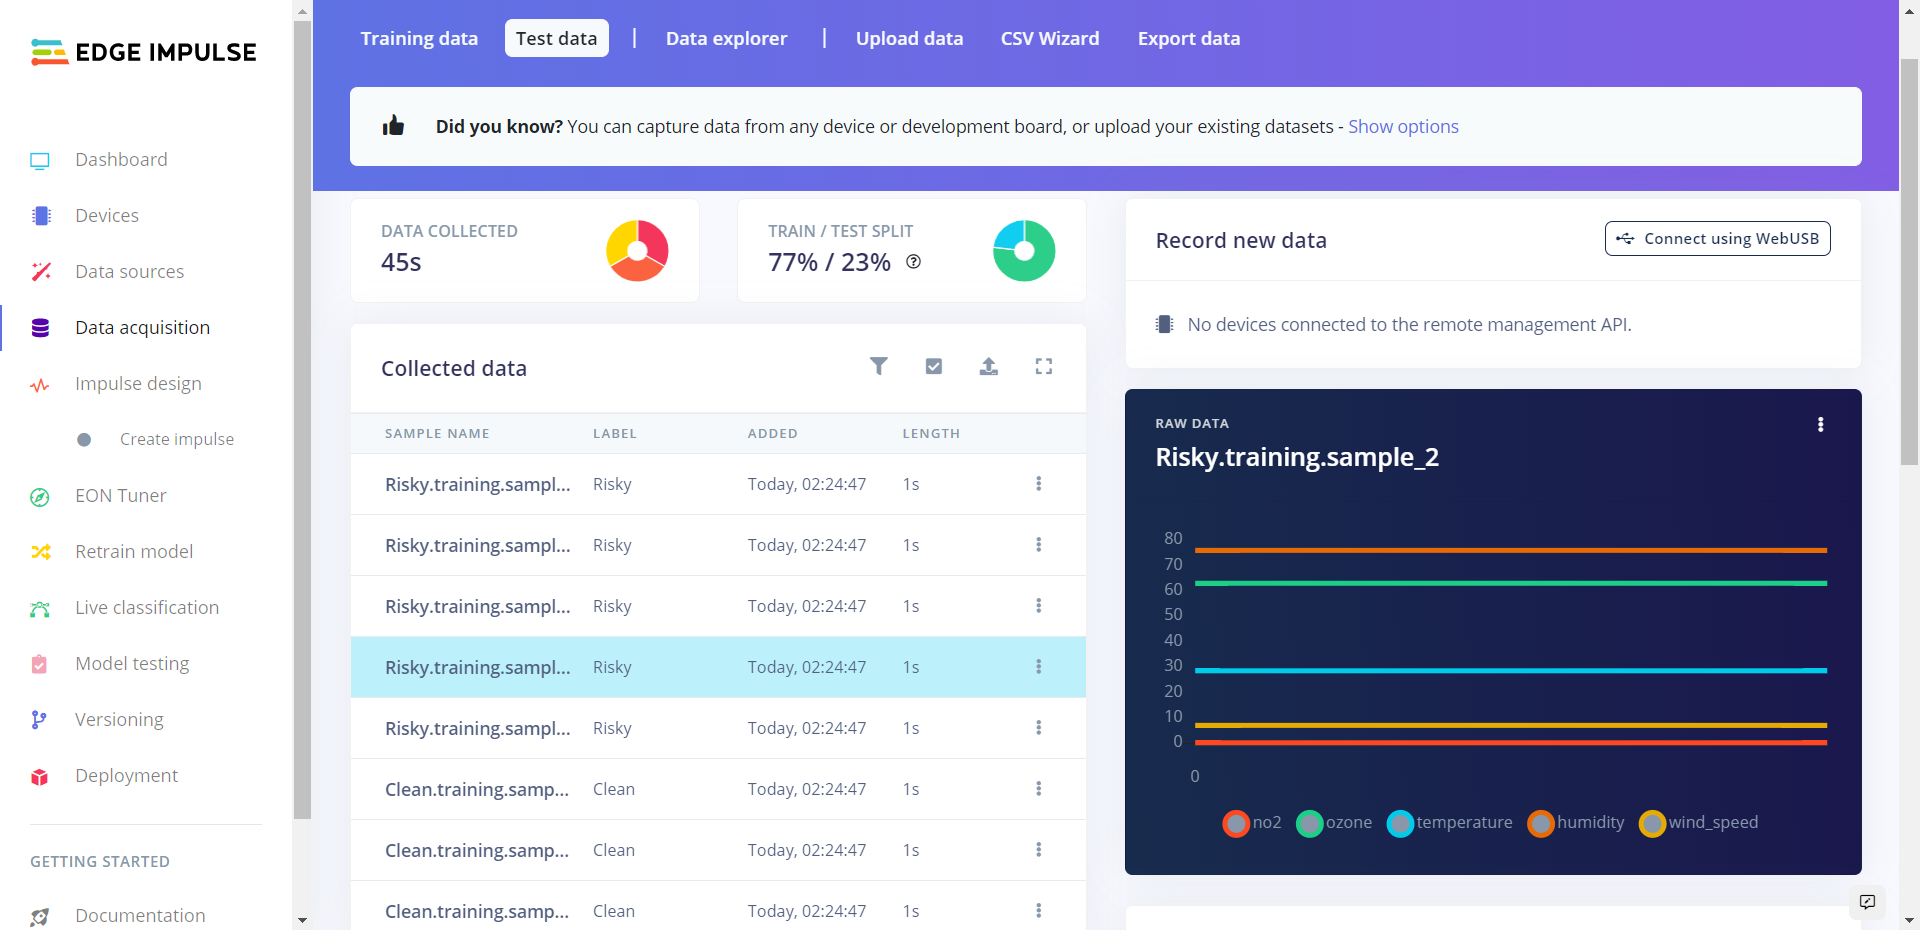 EDGE IMPULSE
Dashboard
Devices
Data sources
Data acquisition
Impulse design
Create impulse
EON Tuner
Retrain model
Live classification
Model testing
Versioning
Deployment
GETTING STARTED
Documentation
Training data Test data | Data explorer | Upload data CSV Wizard Export data
Did you know? You can capture data from any device or development board, or upload your existing datasets - Show options
DATA COLLECTED
45s
TRAIN / TEST SPLIT
77% / 23%
Collected data
SAMPLE NAME LABEL ADDED LENGTH
Risky.training.sampl... Risky Today, 02:24:47 1s
Risky.training.sampl... Risky Today, 02:24:47 1s
Risky.training.sampl... Risky Today, 02:24:47 1s
Risky.training.sampl... Risky Today, 02:24:47 1s
Risky.training.sampl... Risky Today, 02:24:47 1s
Clean.training.samp... Clean Today, 02:24:47 1s
Clean.training.samp... Clean Today, 02:24:47 1s
Clean.training.samp... Clean Today, 02:24:47 1s
Record new data
Connect using WebUSB
No devices connected to the remote management API.
RAW DATA
Risky.training.sample_2
80
70
60
50
40
30
20
10
0
0
no2 ozone temperature humidity wind_speed